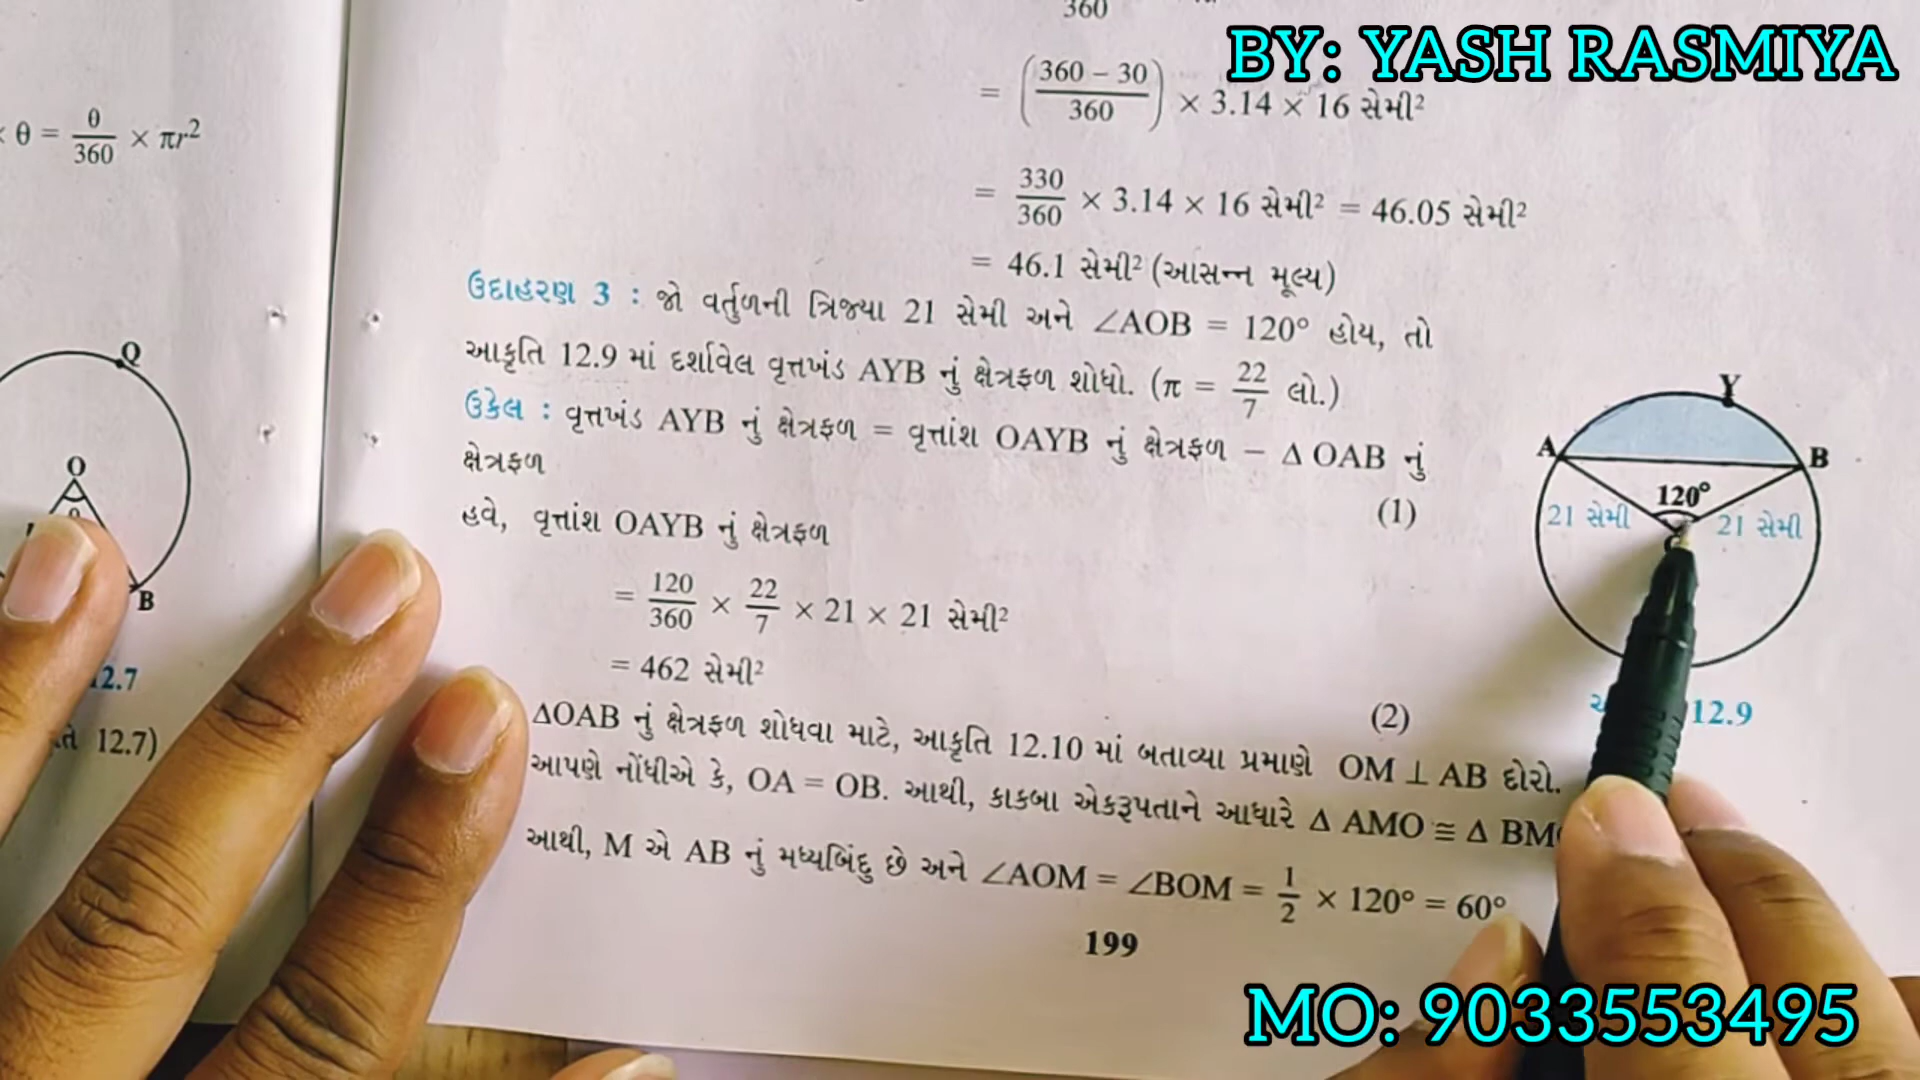 360
BY: YASH RASMIYA
= (360 – 30 / 360) × 3.14 × 16 સેમી²
× θ = θ/360 × πr²
= 330/360 × 3.14 × 16 સેમી² = 46.05 સેમી²
= 46.1 સેમી² (આસન્ન મૂલ્ય)
ઉદાહરણ 3 : જો વર્તુળની ત્રિજ્યા 21 સેમી અને ∠AOB = 120° હોય, તો
આકૃતિ 12.9 માં દર્શાવેલ વૃત્તખંડ AYB નું ક્ષેત્રફળ શોધો. (π = 22/7 લો.)
ઉકેલ : વૃત્તખંડ AYB નું ક્ષેત્રફળ = વૃત્તાંશ OAYB નું ક્ષેત્રફળ – Δ OAB નું
ક્ષેત્રફળ
(1)
હવે, વૃત્તાંશ OAYB નું ક્ષેત્રફળ
= 120/360 × 22/7 × 21 × 21 સેમી²
= 462 સેમી²
(2)
ΔOAB નું ક્ષેત્રફળ શોધવા માટે, આકૃતિ 12.10 માં બતાવ્યા પ્રમાણે OM ⊥ AB દોરો.
આપણે નોંધીએ કે, OA = OB. આથી, કાકબા એકરૂપતાને આધારે Δ AMO ≅ Δ BM
આથી, M એ AB નું મધ્યબિંદુ છે અને ∠AOM = ∠BOM = 1/2 × 120° = 60°
199
Y
A
B
120°
21 સેમી
21 સેમી
12.9
Q
O
B
12.7
12.7)
MO: 9033553495